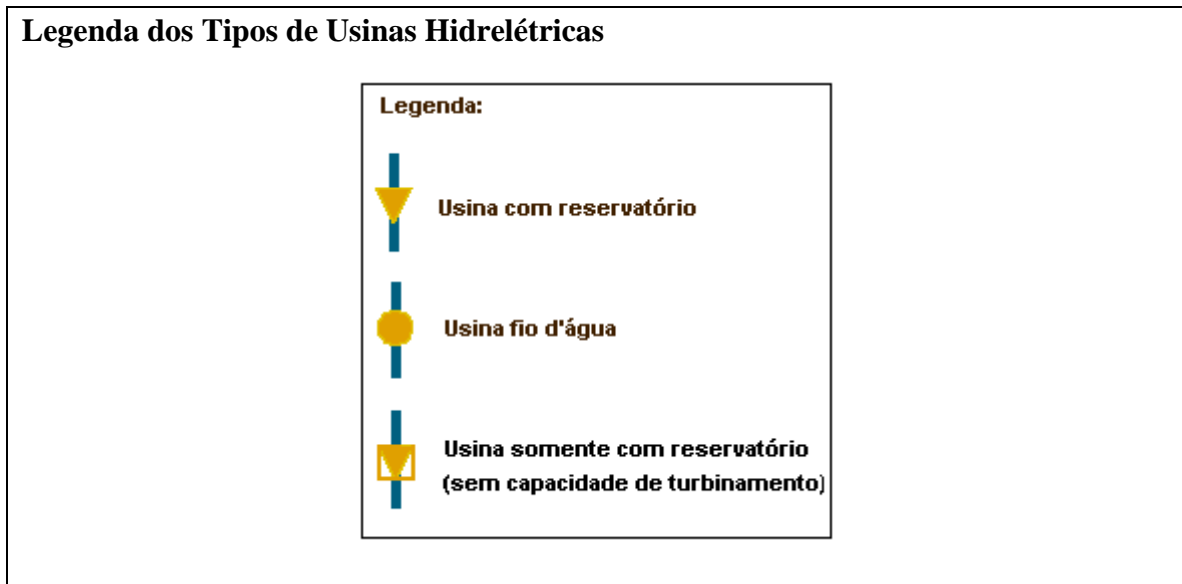 Legenda dos Tipos de Usinas Hidrelétricas
Legenda:
Usina com reservatório
Usina fio d'água
Usina somente com reservatório
(sem capacidade de turbinamento)